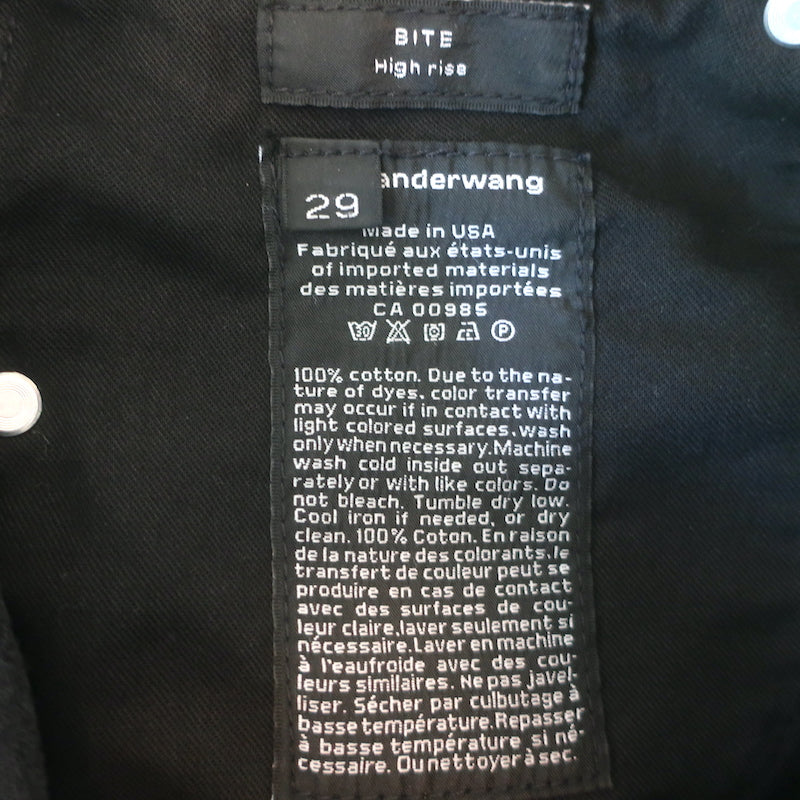 BITE
High rise
anderwang
29
Made in USA
Fabriqué aux états-unis
of imported materials
des matières importées
CA 00985
30 P
100% cotton. Due to the na-
ture of dyes, color transfer
may occur if in contact with
light colored surfaces, wash
only when necessary. Machine
wash cold inside out sepa-
rately or with like colors. Do
not bleach. Tumble dry low.
Cool iron if needed, or dry
clean. 100% Coton. En raison
de la nature des colorants, le
transfert de couleur peut se
produire en cas de contact
avec des surfaces de cou-
leur claire, laver seulement si
nécessaire. Laver en machine
à l'eaufroide avec des cou-
leurs similaires. Ne pas javel-
liser. Sécher par culbutage à
basse température. Repasser
à basse température si né-
cessaire. Ou nettoyer à sec.